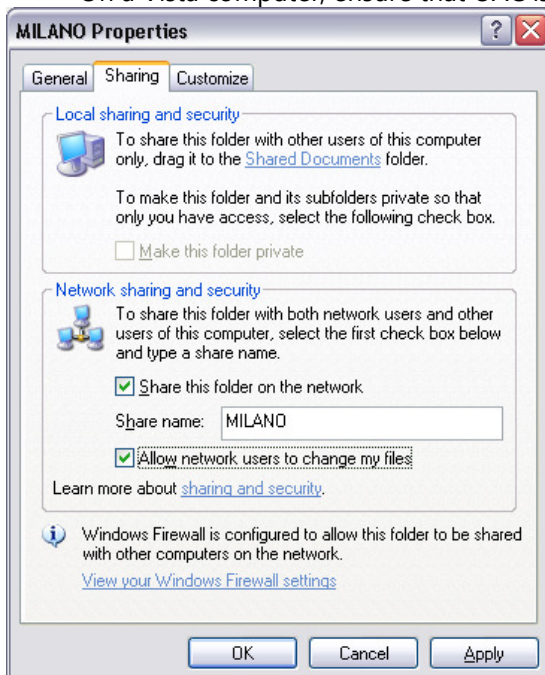 On a Vista computer, ensure that
MILANO Properties
General Sharing Customize
Local sharing and security
To share this folder with other users of this computer
only, drag it to the Shared Documents folder.
To make this folder and its subfolders private so that
only you have access, select the following check box.
Make this folder private
Network sharing and security
To share this folder with both network users and other
users of this computer, select the first check box below
and type a share name.
Share this folder on the network
Share name: MILANO
Allow network users to change my files
Learn more about sharing and security.
Windows Firewall is configured to allow this folder to be shared
with other computers on the network.
View your Windows Firewall settings
OK Cancel Apply